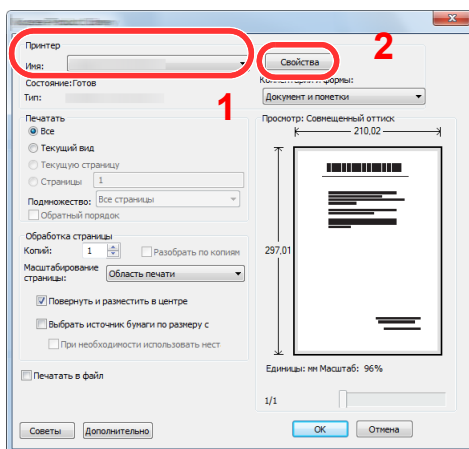 Принтер
Имя:
Свойства
2
Состояние:Готов
Комментарии и формы:
Тип:
1
Документ и пометки
Печатать
Просмотр: Совмещенный оттиск
Все
210,02
Текущий вид
Текущую страницу
Страницы 1
Подмножество: Все страницы
Обратный порядок
Обработка страницы
Копий: 1 Разобрать по копиям
297,01
Масштабирование страницы: Область печати
Повернуть и разместить в центре
Выбрать источник бумаги по размеру с
При необходимости использовать нест
Единицы: мм Масштаб: 96%
Печатать в файл
1/1
Советы Дополнительно OK Отмена